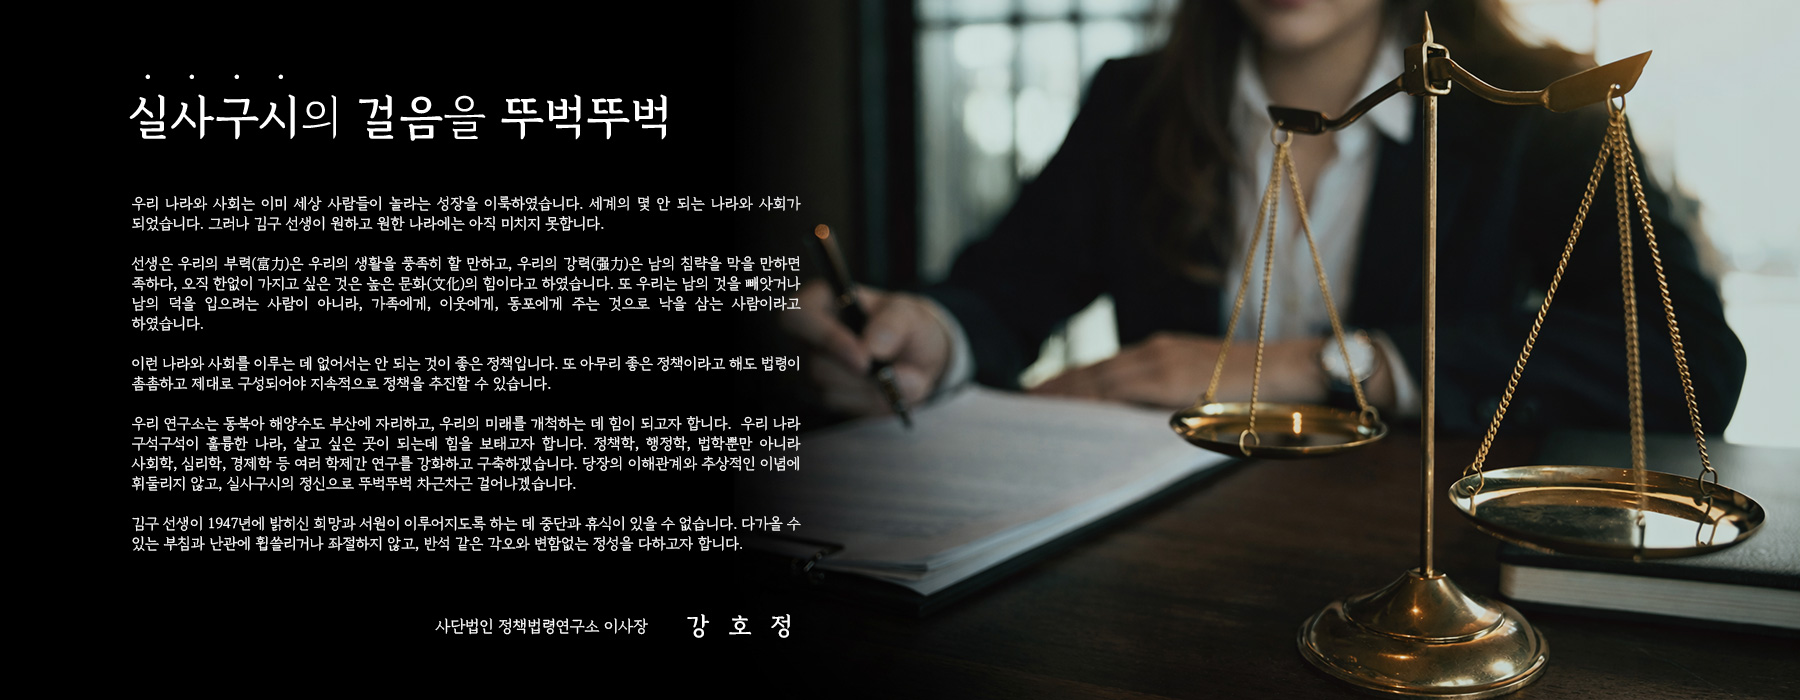 실사구시의 걸음을 뚜벅뚜벅
우리 나라와 사회는 이미 세상 사람들이 놀라는 성장을 이룩하였습니다. 세계의 몇 안 되는 나라와 사회가
되었습니다. 그러나 김구 선생이 원하고 원한 나라에는 아직 미치지 못합니다.
선생은 우리의 부력(富力)은 우리의 생활을 풍족히 할 만하고, 우리의 강력(强力)은 남의 침략을 막을 만하면
족하다, 오직 한없이 가지고 싶은 것은 높은 문화(文化)의 힘이다고 하였습니다. 또 우리는 남의 것을 빼앗거나
남의 덕을 입으려는 사람이 아니라, 가족에게, 이웃에게, 동포에게 주는 것으로 낙을 삼는 사람이라고
하였습니다.
이런 나라와 사회를 이루는 데 없어서는 안 되는 것이 좋은 정책입니다. 또 아무리 좋은 정책이라고 해도 법령이
촘촘하고 제대로 구성되어야 지속적으로 정책을 추진할 수 있습니다.
우리 연구소는 동북아 해양수도 부산에 자리하고, 우리의 미래를 개척하는 데 힘이 되고자 합니다. 우리 나라
구석구석이 훌륭한 나라, 살고 싶은 곳이 되는데 힘을 보태고자 합니다. 정책학, 행정학, 법학뿐만 아니라
사회학, 심리학, 경제학 등 여러 학제간 연구를 강화하고 구축하겠습니다. 당장의 이해관계와 추상적인 이념에
휘둘리지 않고, 실사구시의 정신으로 뚜벅뚜벅 차근차근 걸어나겠습니다.
김구 선생이 1947년에 밝히신 희망과 서원이 이루어지도록 하는 데 중단과 휴식이 있을 수 없습니다. 다가올 수
있는 부침과 난관에 휩쓸리거나 좌절하지 않고, 반석 같은 각오와 변함없는 정성을 다하고자 합니다.
사단법인 정책법령연구소 이사장 강 호 정